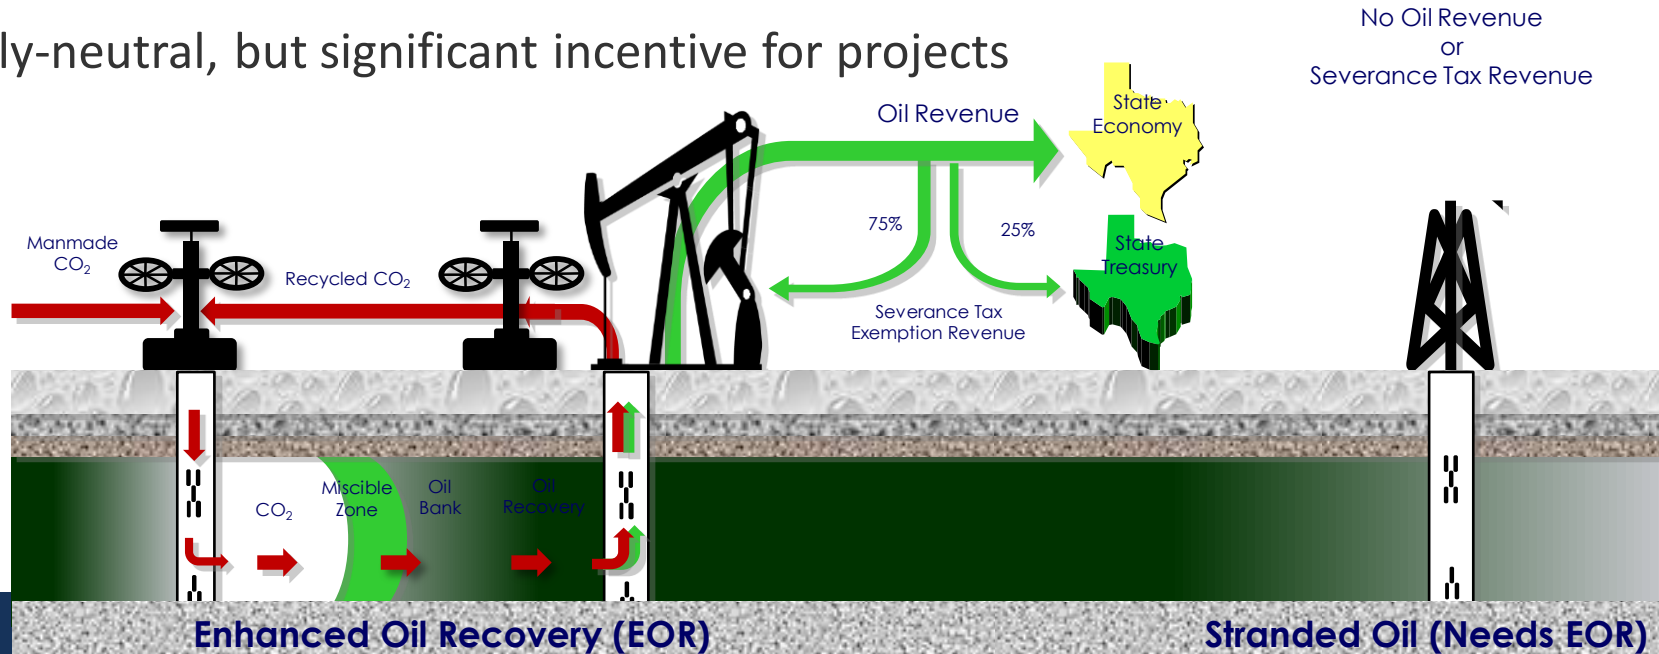 ly-neutral, but significant incentive for projects
No Oil Revenue
or
Severance Tax Revenue
Oil Revenue
State
Economy
75%
25%
State
Treasury
Severance Tax
Exemption Revenue
Manmade
CO₂
Recycled CO₂
CO₂
Miscible
Zone
Oil
Bank
Oil
Recovery
Enhanced Oil Recovery (EOR)
Stranded Oil (Needs EOR)